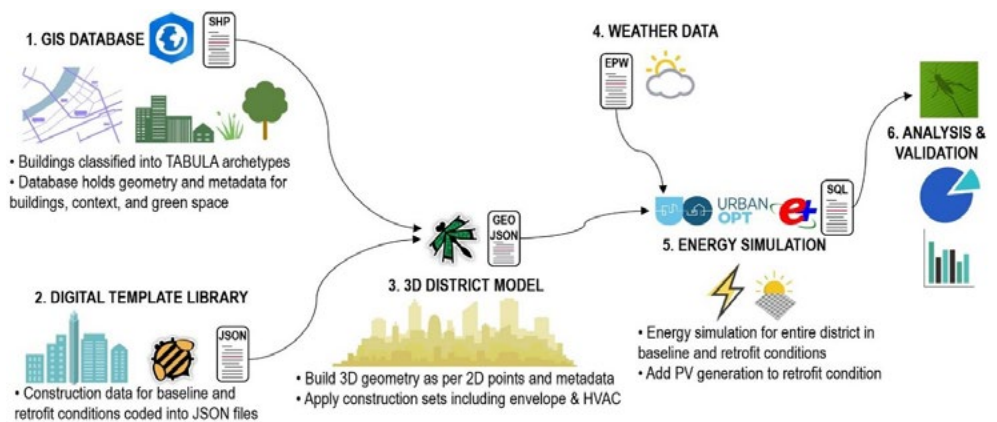 1. GIS DATABASE
SHP
• Buildings classified into TABULA archetypes
• Database holds geometry and metadata for
buildings, context, and green space
2. DIGITAL TEMPLATE LIBRARY
JSON
• Construction data for baseline and
retrofit conditions coded into JSON files
GEO
JSON
3. 3D DISTRICT MODEL
• Build 3D geometry as per 2D points and metadata
• Apply construction sets including envelope & HVAC
4. WEATHER DATA
EPW
URBAN
OPT
e+
SQL
5. ENERGY SIMULATION
• Energy simulation for entire district in
baseline and retrofit conditions
• Add PV generation to retrofit condition
6. ANALYSIS &
VALIDATION